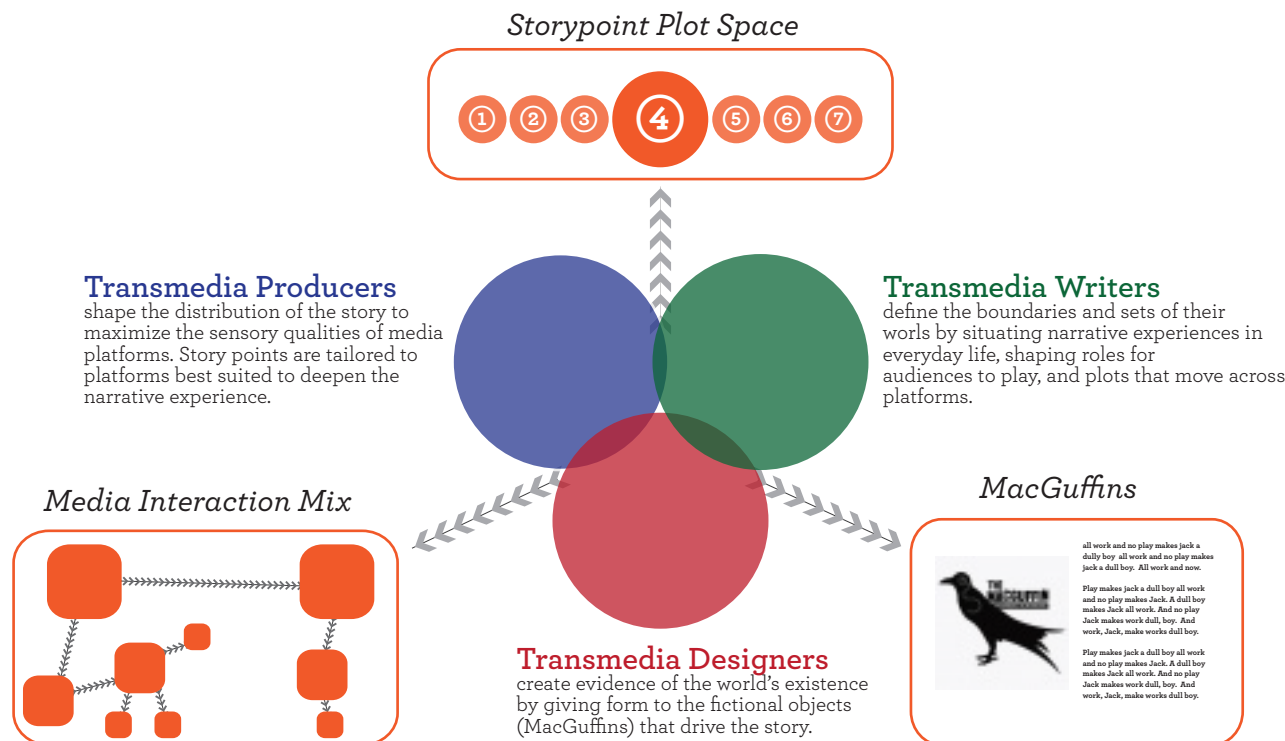 Storypoint Plot Space
1 2 3 4 5 6 7
Transmedia Producers
shape the distribution of the story to
maximize the sensory qualities of media
platforms. Story points are tailored to
platforms best suited to deepen the
narrative experience.
Transmedia Writers
define the boundaries and sets of their
worls by situating narrative experiences in
everyday life, shaping roles for
audiences to play, and plots that move across
platforms.
Media Interaction Mix
Transmedia Designers
create evidence of the world's existence
by giving form to the fictional objects
(MacGuffins) that drive the story.
MacGuffins
THE
MACGUFFIN
all work and no play makes jack a
dully boy all work and no play makes
jack a dull boy. All work and now.
Play makes jack a dull boy all work
and no play makes Jack. A dull boy
makes Jack all work. And no play
Jack makes work dull, boy. And
work, Jack, make works dull boy.
Play makes jack a dull boy all work
and no play makes Jack. A dull boy
makes Jack all work. And no play
Jack makes work dull, boy. And
work, Jack, make works dull boy.